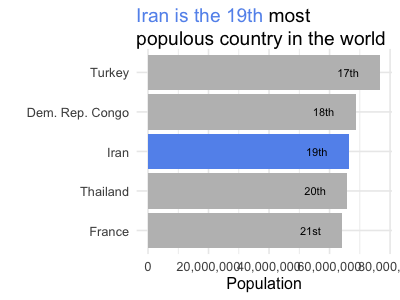 Iran is the 19th most
populous country in the world
Turkey 17th
Dem. Rep. Congo 18th
Iran 19th
Thailand 20th
France 21st
0 20,000,000 40,000,000 60,000,000 80,000,
Population